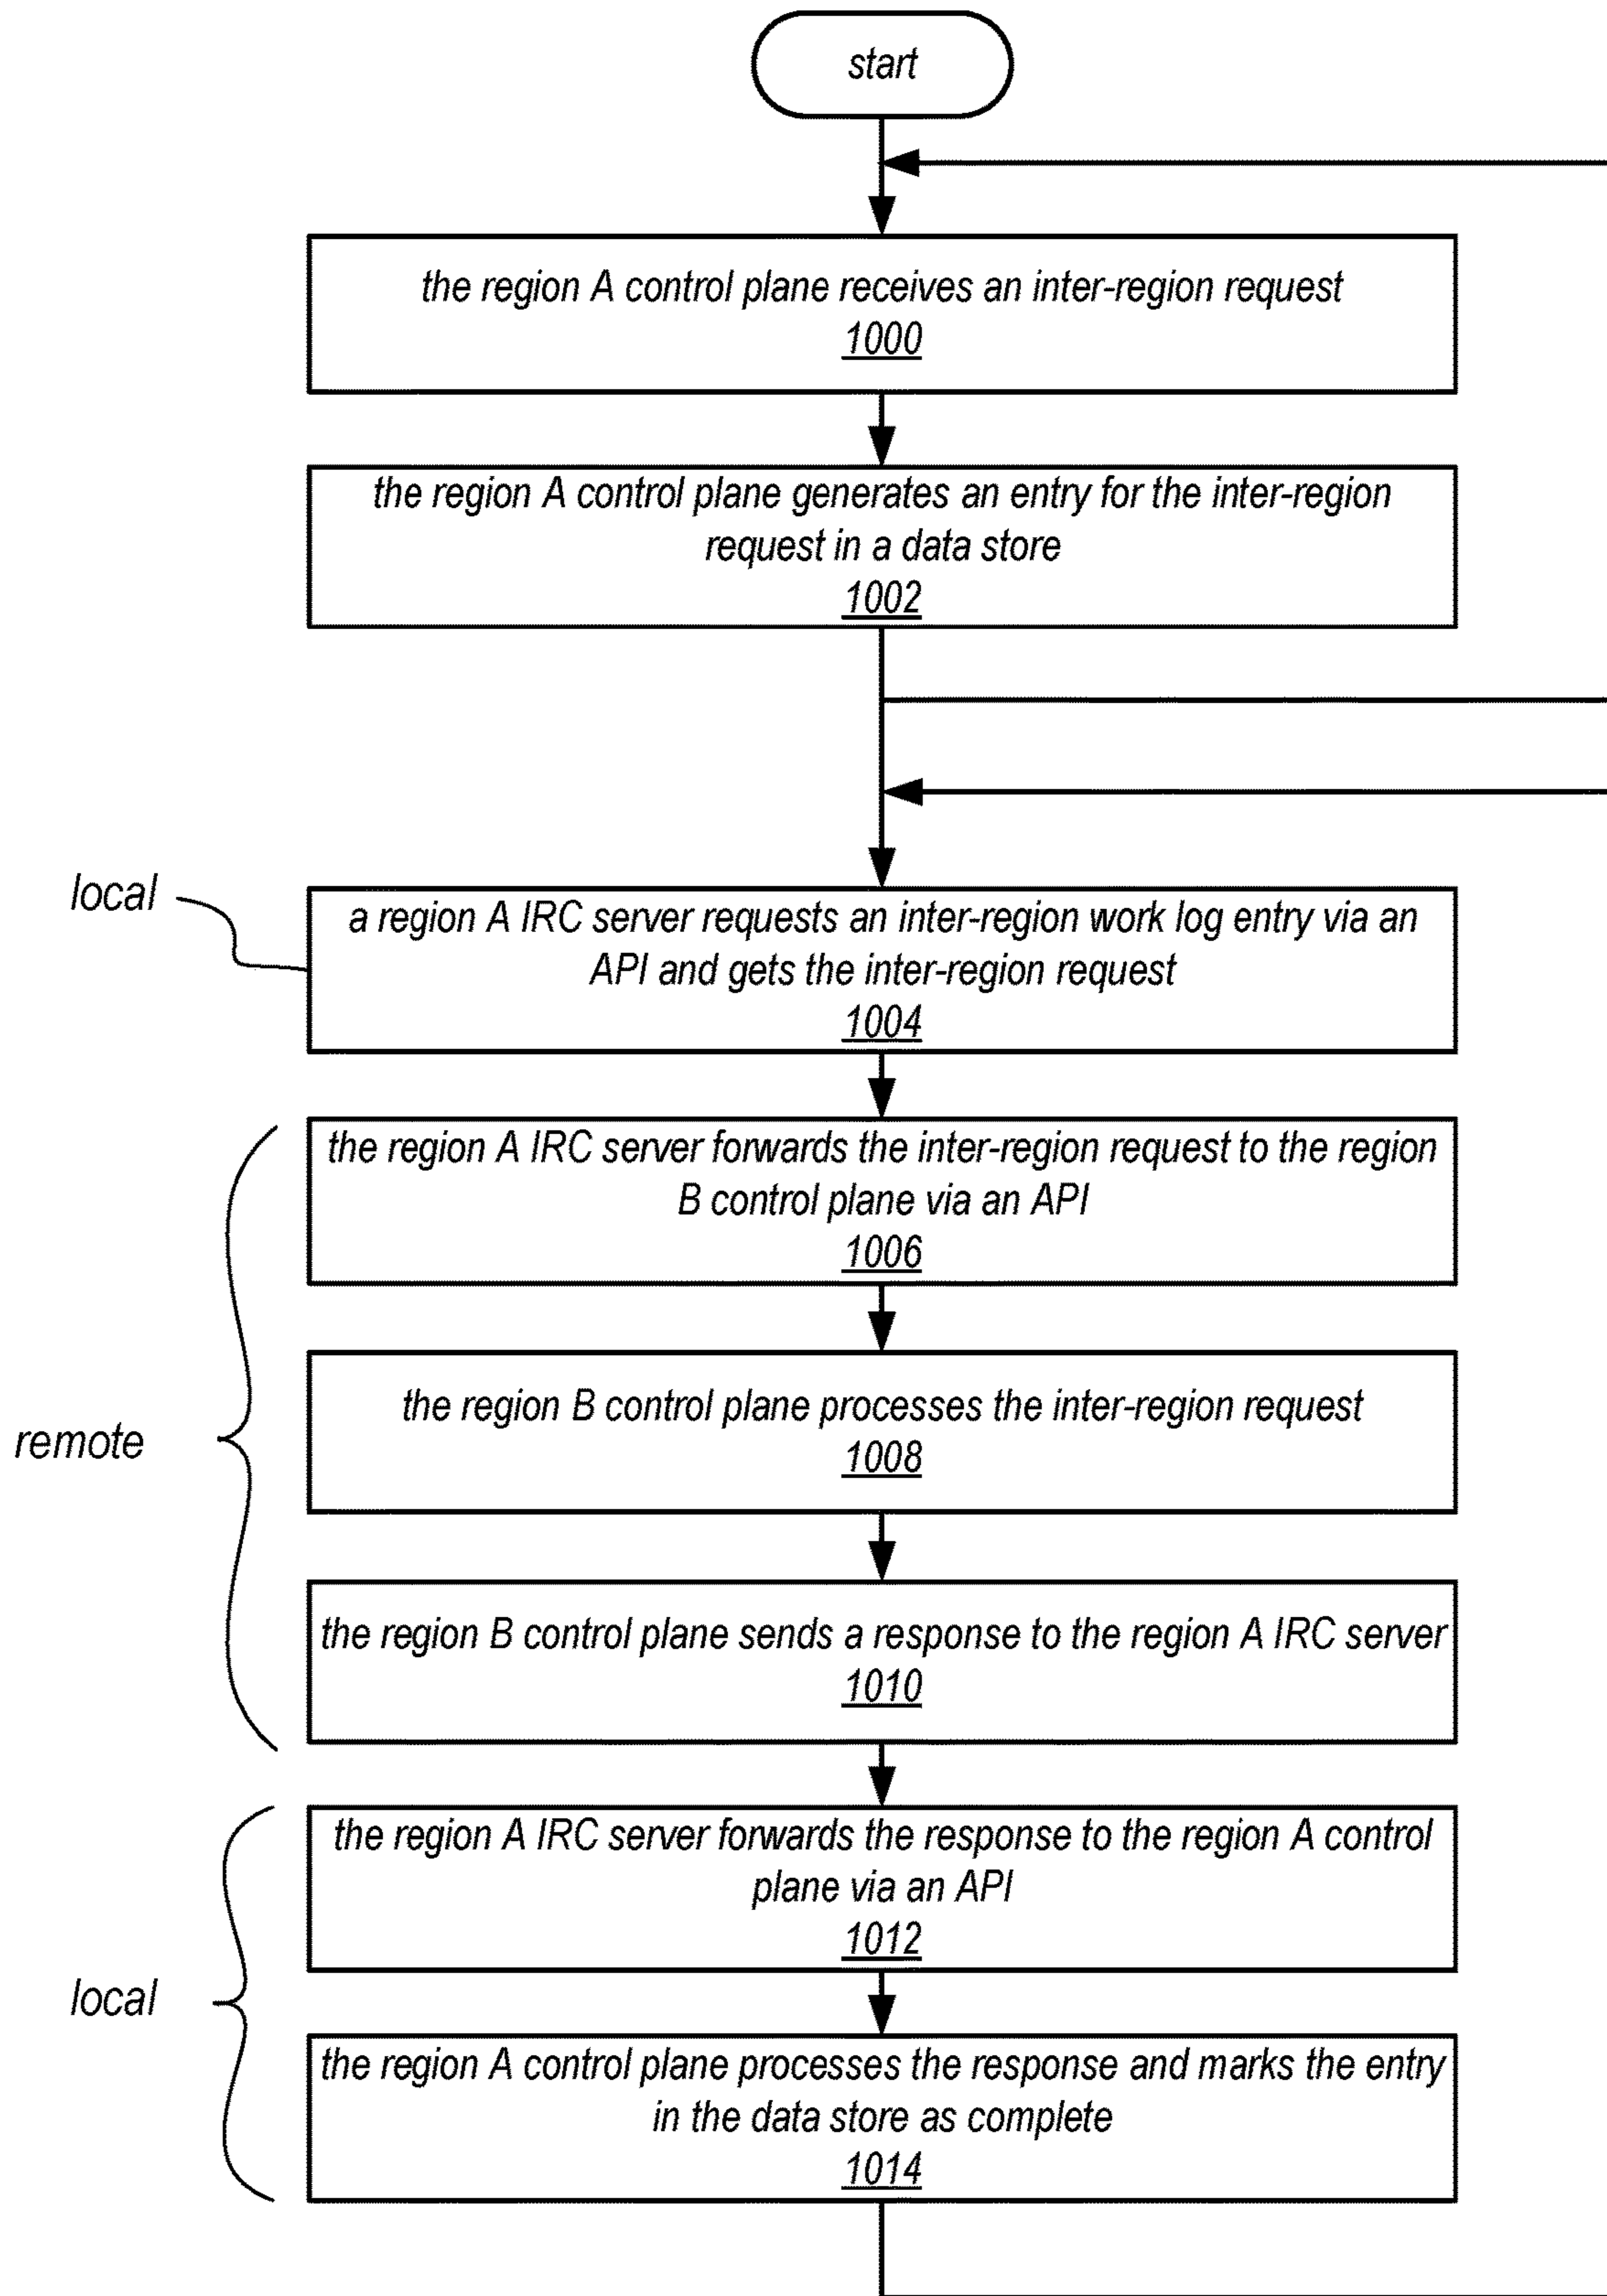 start
the region A control plane receives an inter-region request
1000
the region A control plane generates an entry for the inter-region
request in a data store
1002
local
a region A IRC server requests an inter-region work log entry via an
API and gets the inter-region request
1004
the region A IRC server forwards the inter-region request to the region
B control plane via an API
1006
remote
the region B control plane processes the inter-region request
1008
the region B control plane sends a response to the region A IRC server
1010
the region A IRC server forwards the response to the region A control
plane via an API
1012
local
the region A control plane processes the response and marks the entry
in the data store as complete
1014